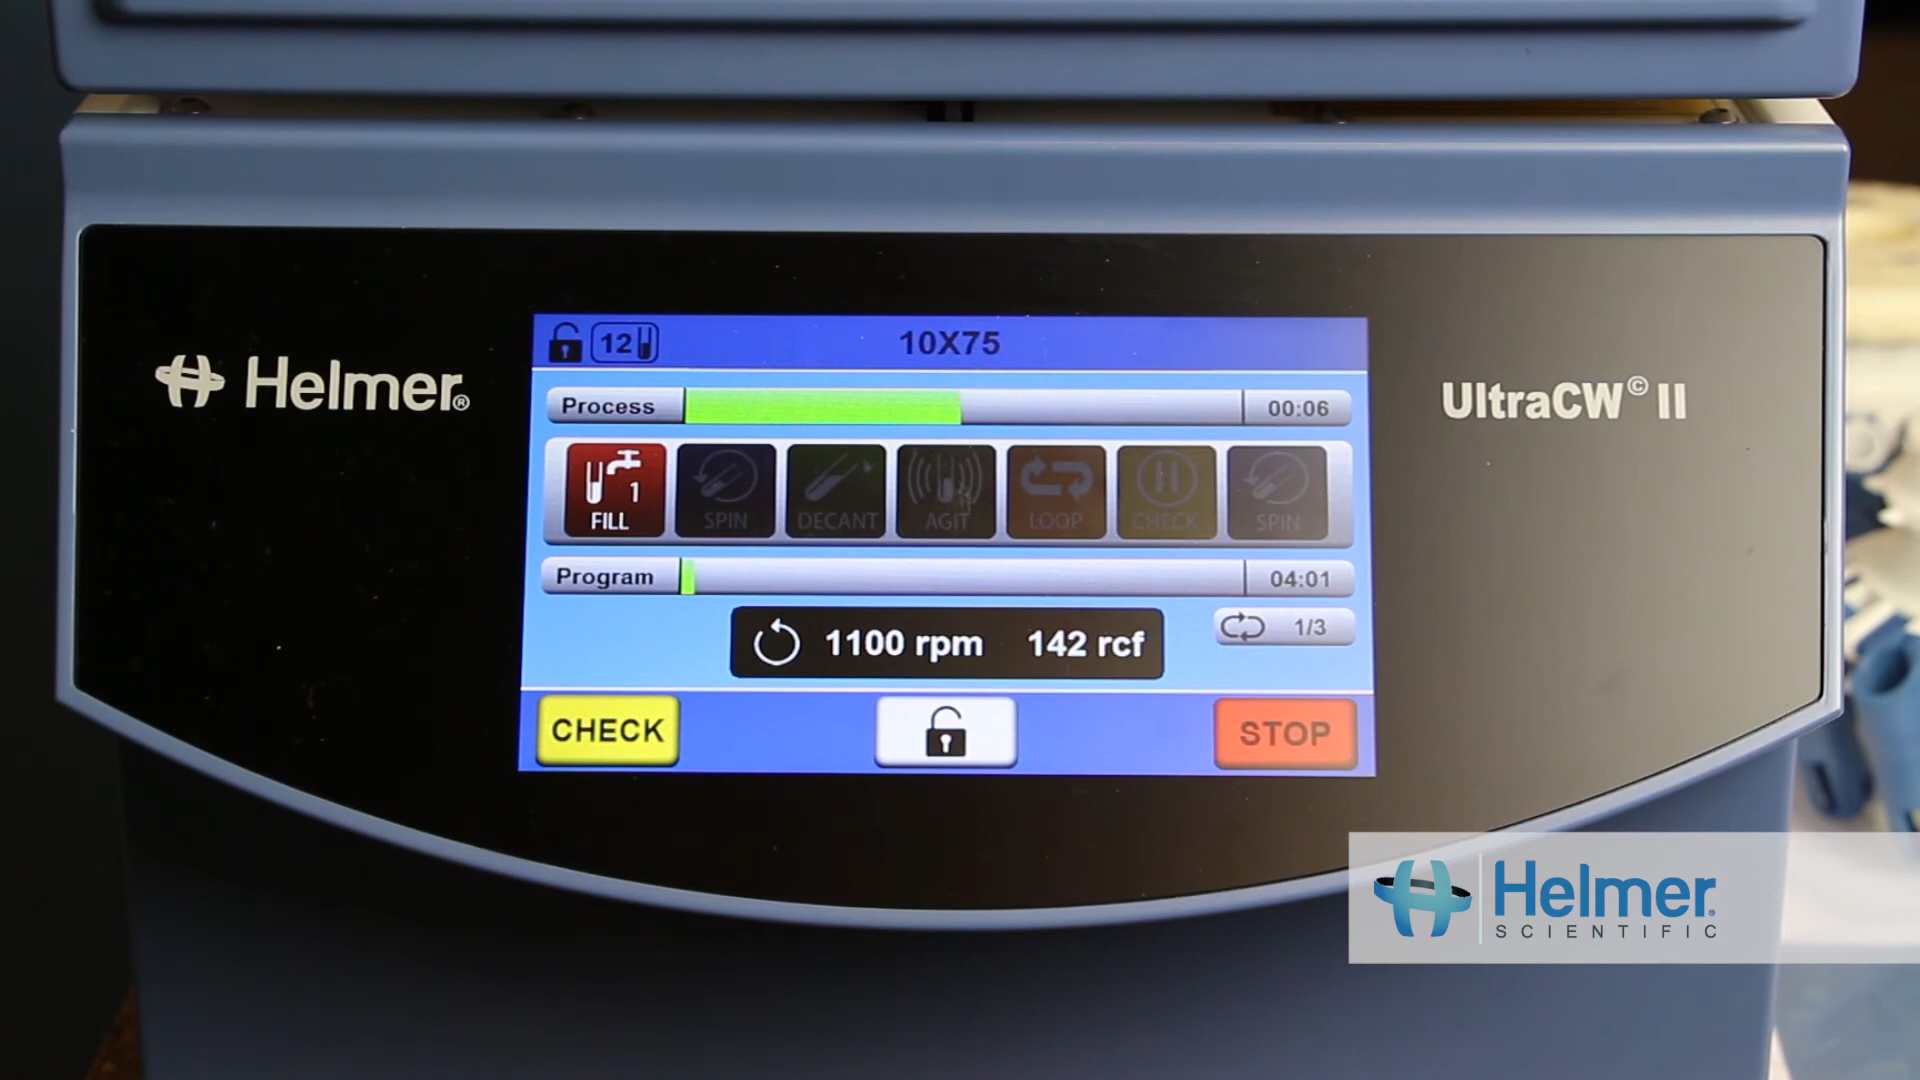 12
10X75
Helmer®
UltraCW© II
Process
00:06
1
FILL
SPIN
DECANT
AGIT
LOOP
CHECK
SPIN
Program
04:01
1100 rpm 142 rcf
1/3
CHECK
STOP
Helmer®
SCIENTIFIC